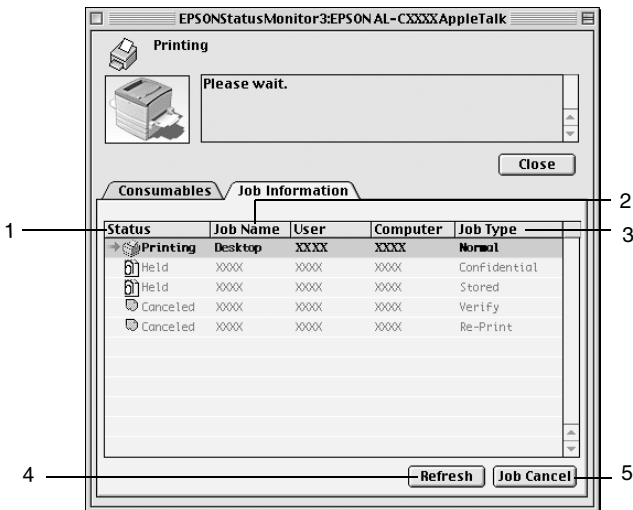 EPSONStatusMonitor3:EPSON AL-CXXXX AppleTalk
Printing
Please wait.
Close
Consumables Job Information
2
1 Status Job Name User Computer Job Type 3
Printing Desktop XXXX XXXX Normal
Held XXXX XXXX XXXX Confidential
Held XXXX XXXX XXXX Stored
Canceled XXXX XXXX XXXX Verify
Canceled XXXX XXXX XXXX Re-Print
4 Refresh Job Cancel 5